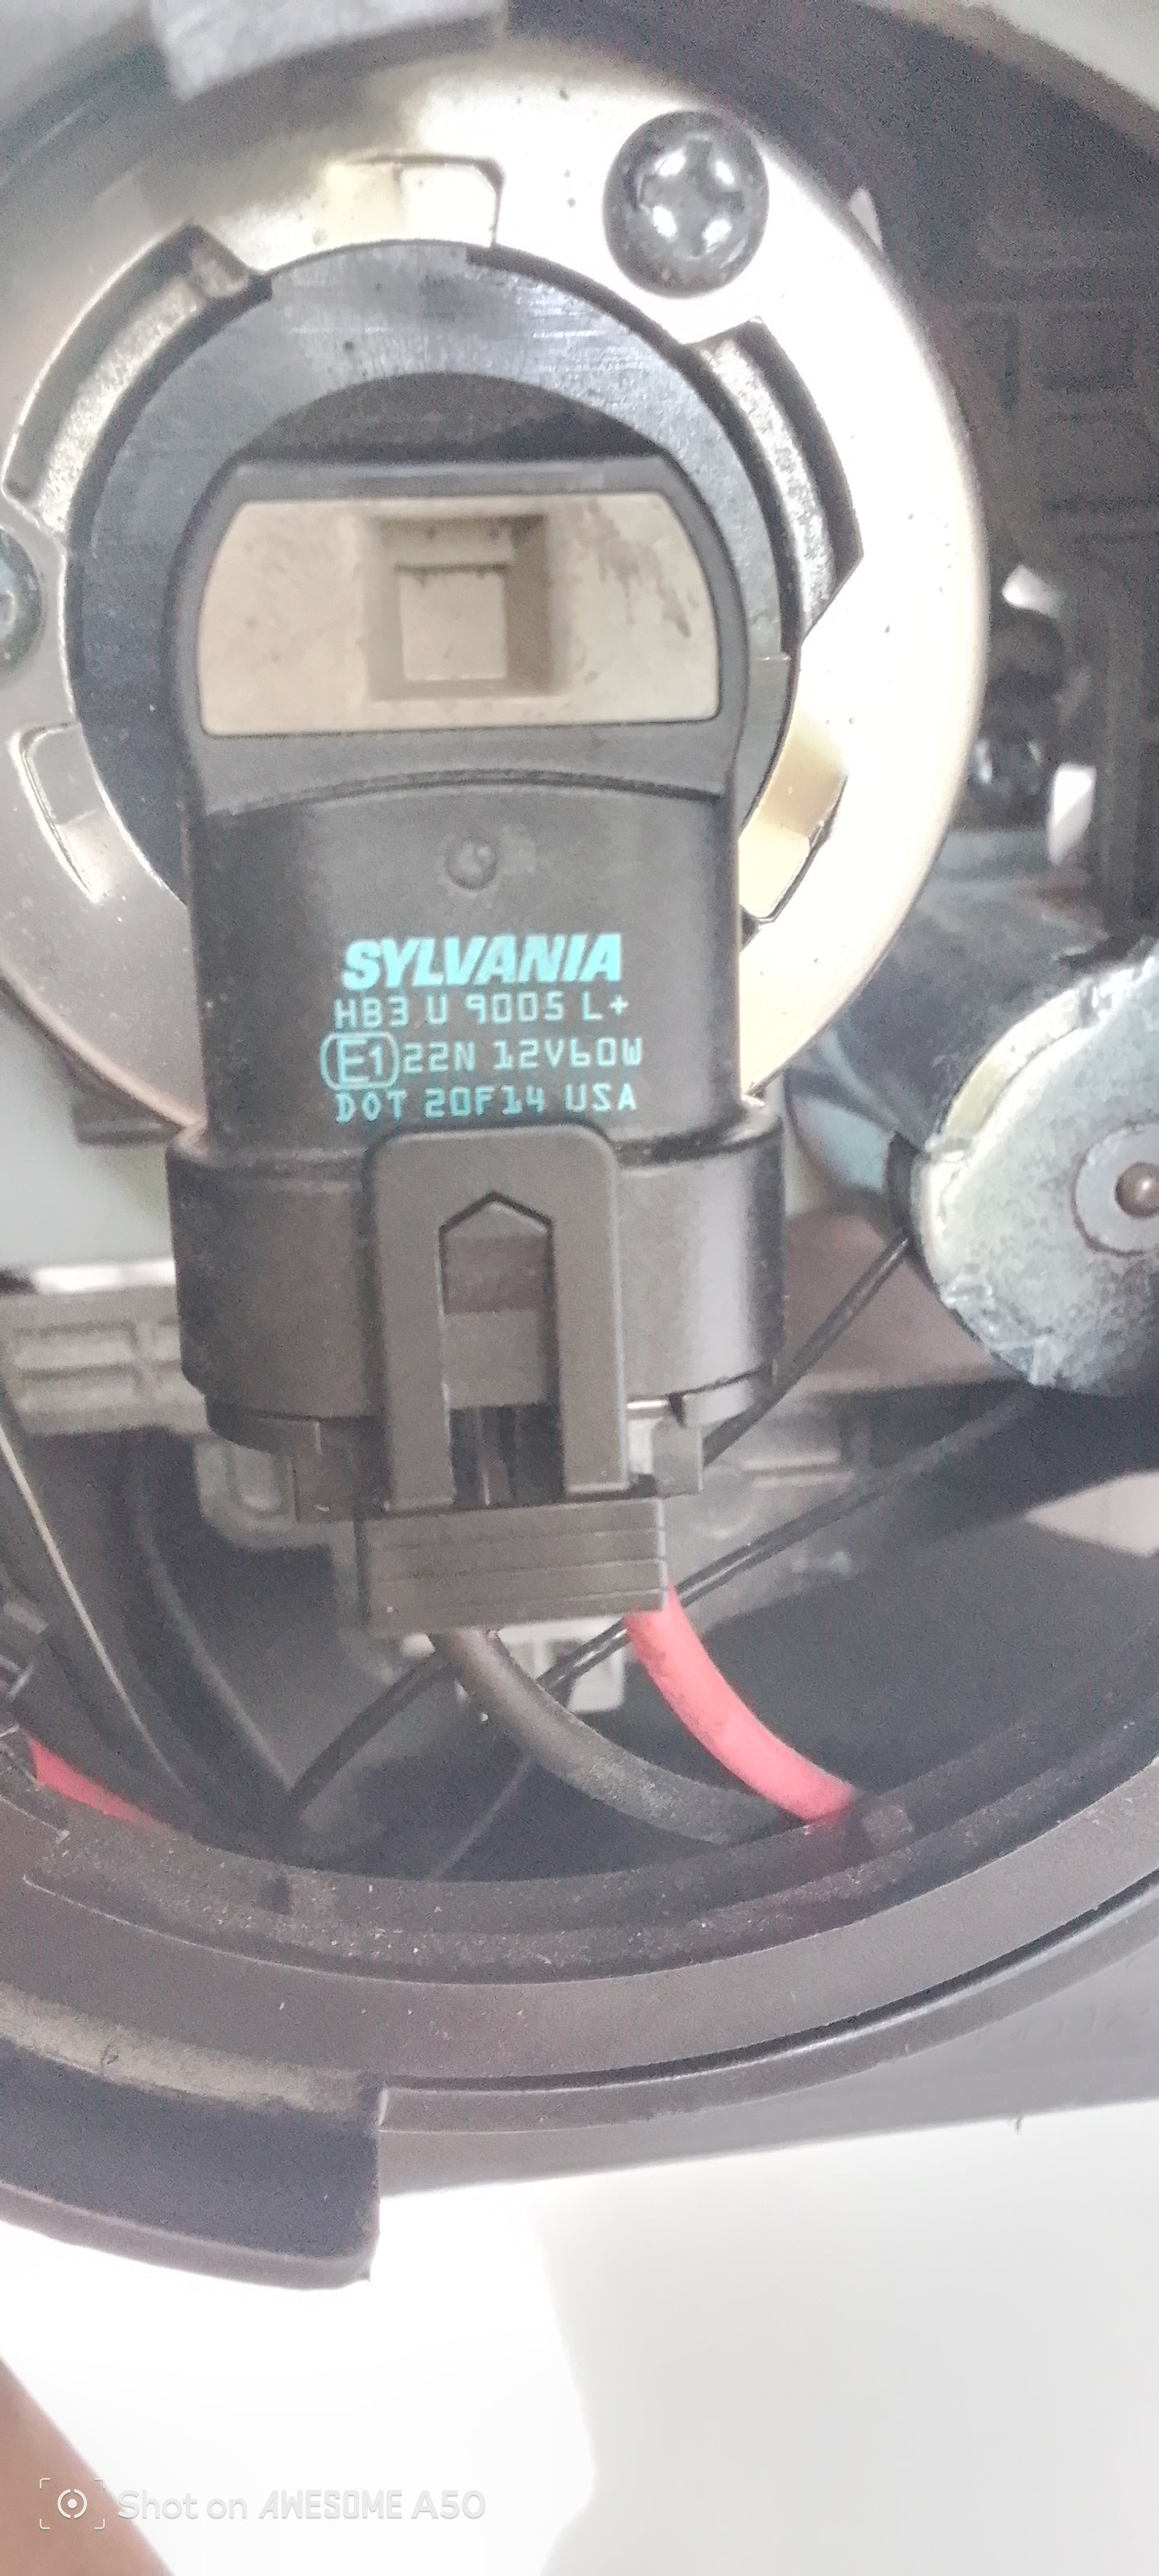 SYLVANIA
HB3 U 9005 L+
E1 22N 12V60W
DOT 20F14 USA
Shot on AWESOME A50